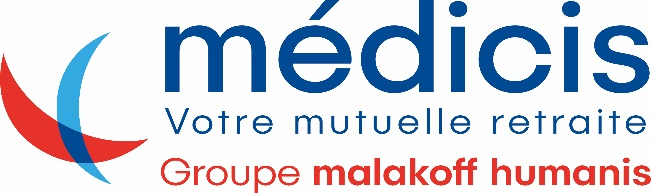 médicis
Votre mutuelle retraite
Groupe malakoff humanis